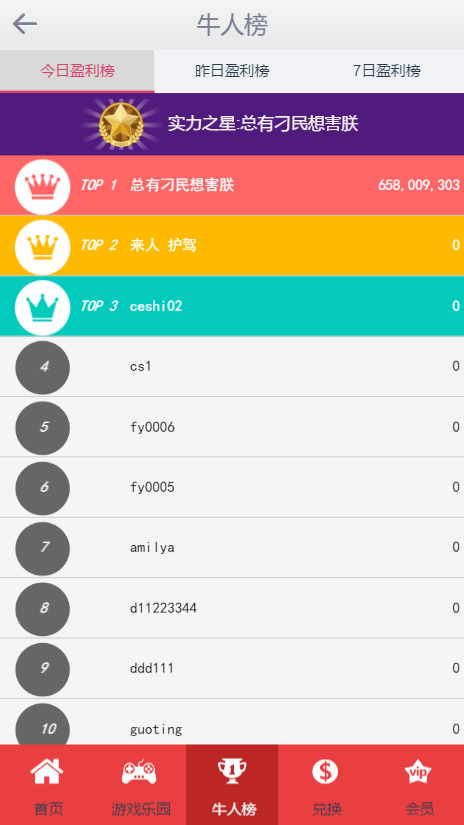 牛人榜
今日盈利榜 昨日盈利榜 7日盈利榜
实力之星:总有刁民想害朕
TOP 1 总有刁民想害朕 658,009,303
TOP 2 来人 护驾 0
TOP 3 ceshi02 0
4 cs1 0
5 fy0006 0
6 fy0005 0
7 amilya 0
8 d11223344 0
9 ddd111 0
10 guoting 0
1 $ vip
首页 游戏乐园 牛人榜 兑换 会员